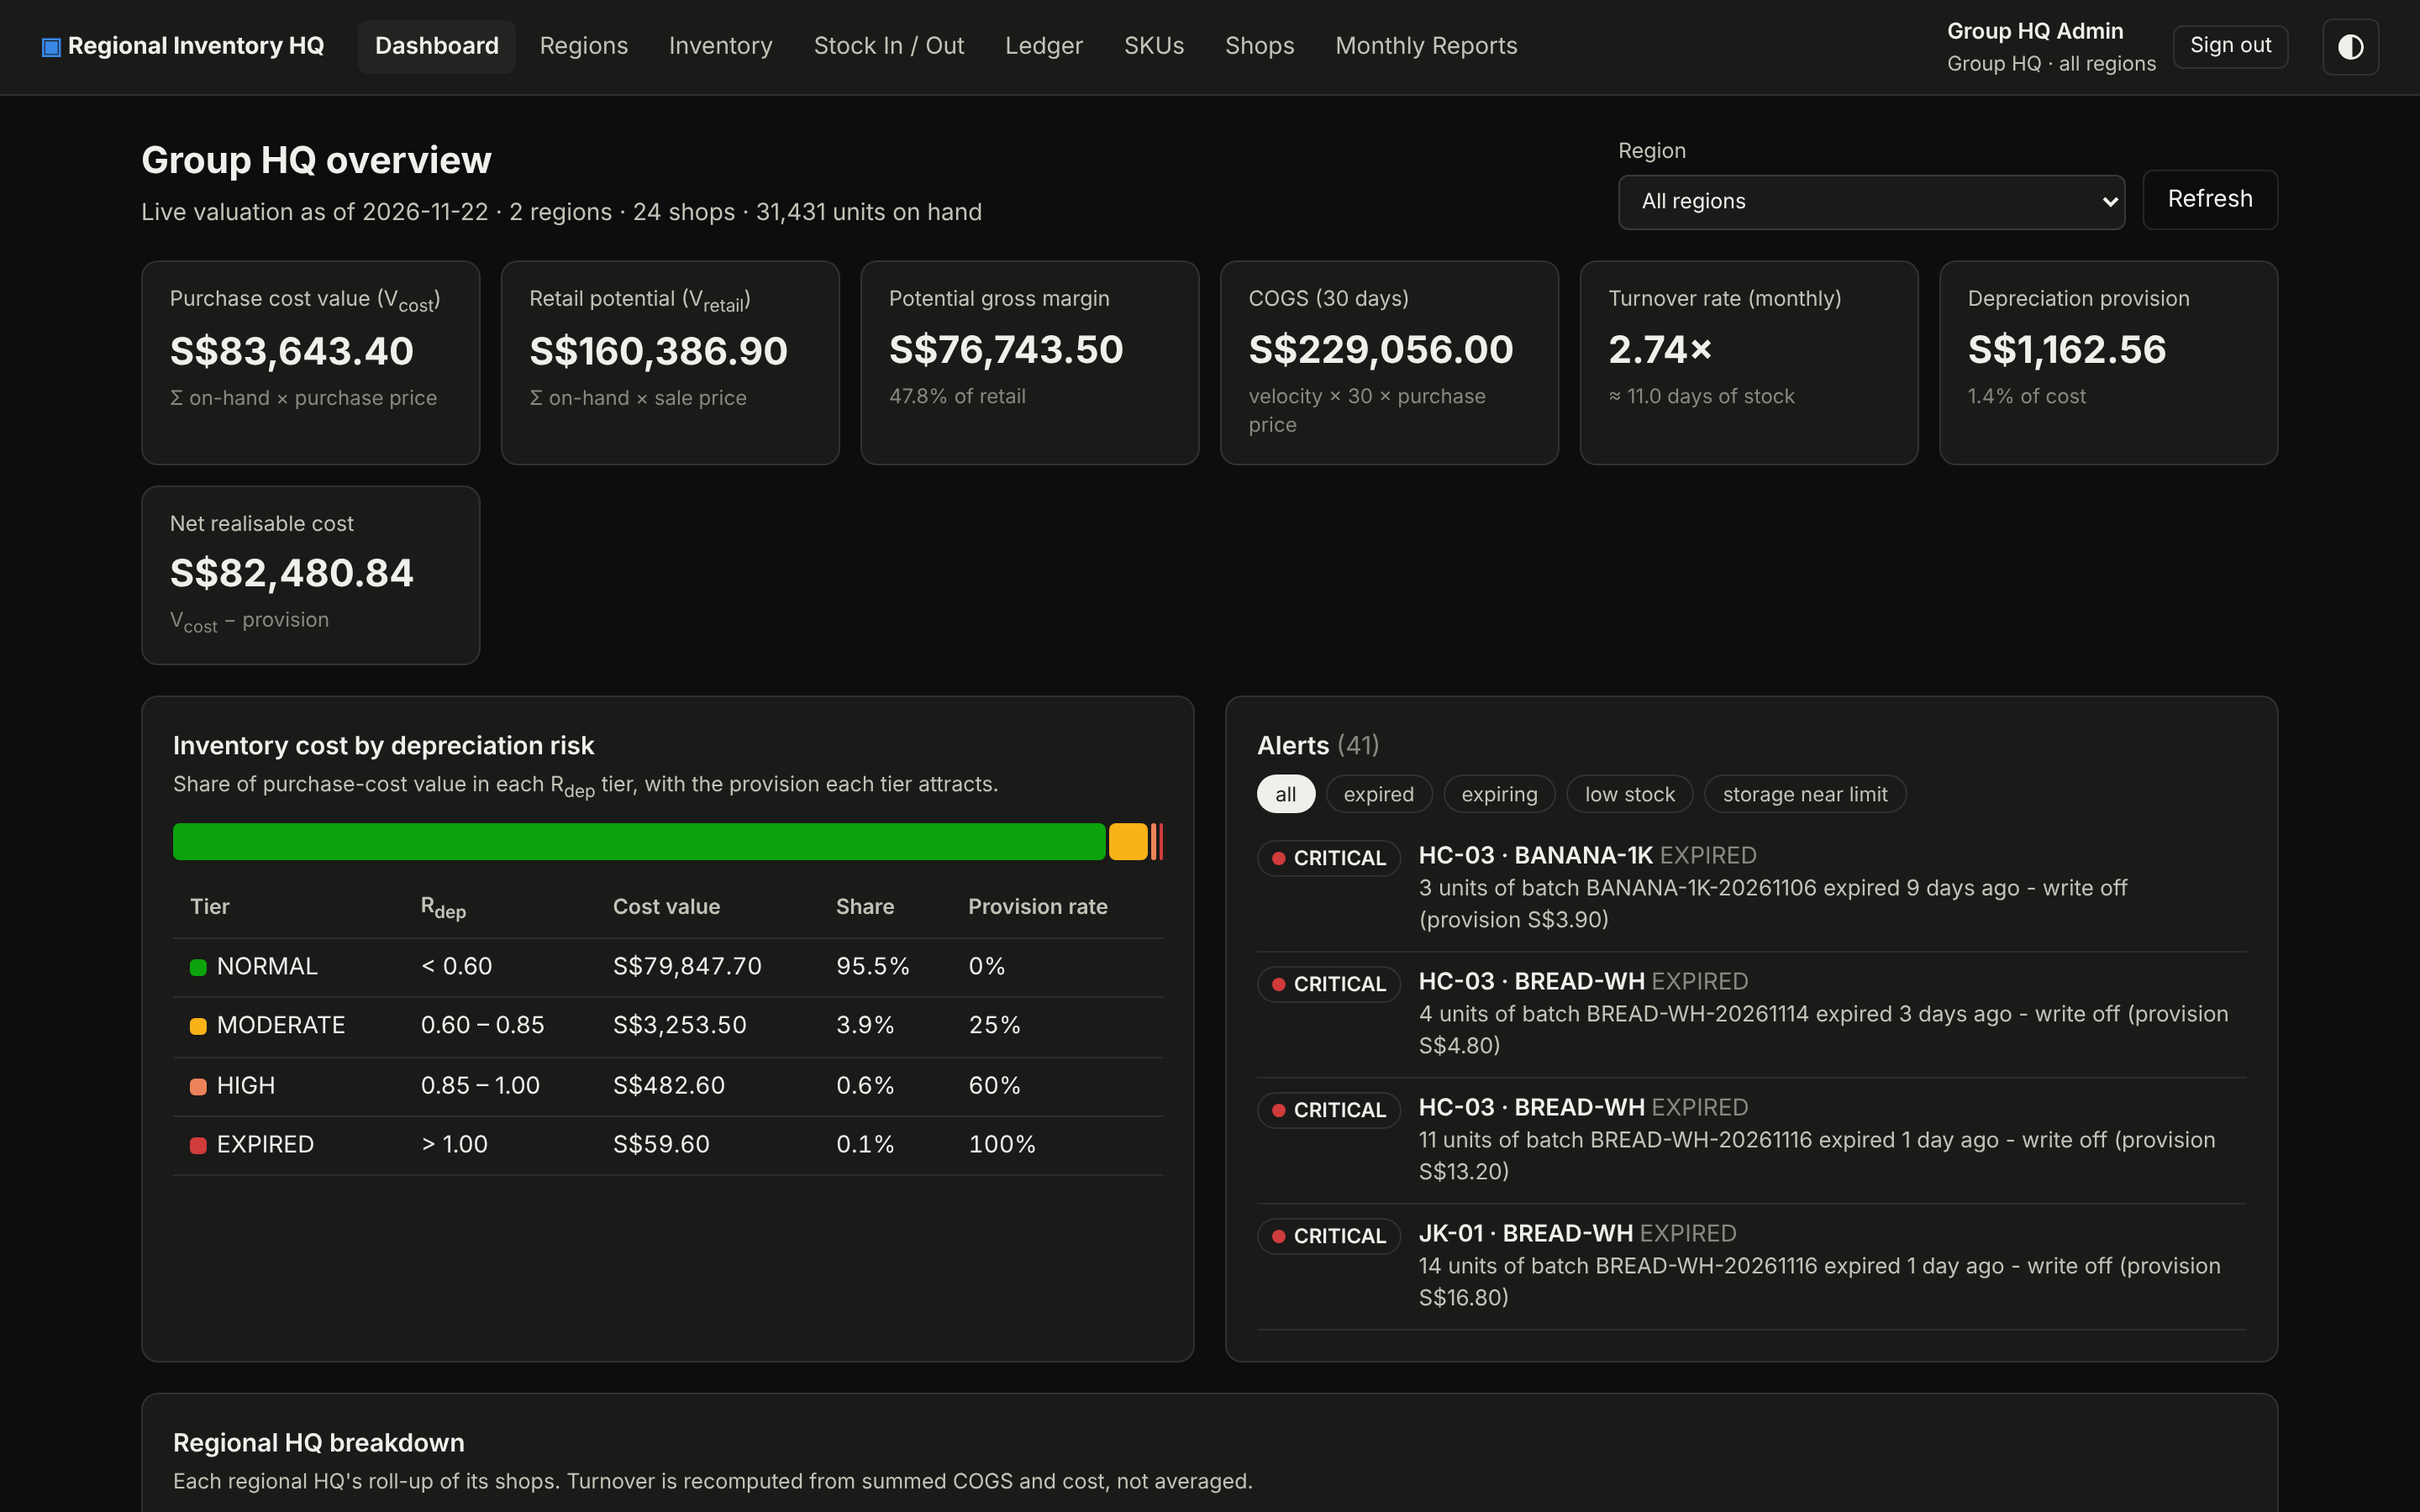 Regional Inventory HQ
Dashboard
Regions
Inventory
Stock In / Out
Ledger
SKUs
Shops
Monthly Reports
Group HQ Admin
Group HQ · all regions
Sign out
Group HQ overview
Live valuation as of 2026-11-22 · 2 regions · 24 shops · 31,431 units on hand
Region
All regions
Refresh
Purchase cost value (Vcost)
S$83,643.40
Σ on-hand × purchase price
Retail potential (Vretail)
S$160,386.90
Σ on-hand × sale price
Potential gross margin
S$76,743.50
47.8% of retail
COGS (30 days)
S$229,056.00
velocity × 30 × purchase
price
Turnover rate (monthly)
2.74×
≈ 11.0 days of stock
Depreciation provision
S$1,162.56
1.4% of cost
Net realisable cost
S$82,480.84
Vcost − provision
Inventory cost by depreciation risk
Share of purchase-cost value in each Rdep tier, with the provision each tier attracts.
Tier Rdep Cost value Share Provision rate
NORMAL < 0.60 S$79,847.70 95.5% 0%
MODERATE 0.60 – 0.85 S$3,253.50 3.9% 25%
HIGH 0.85 – 1.00 S$482.60 0.6% 60%
EXPIRED > 1.00 S$59.60 0.1% 100%
Alerts (41)
all
expired
expiring
low stock
storage near limit
CRITICAL
HC-03 · BANANA-1K EXPIRED
3 units of batch BANANA-1K-20261106 expired 9 days ago - write off
(provision S$3.90)
CRITICAL
HC-03 · BREAD-WH EXPIRED
4 units of batch BREAD-WH-20261114 expired 3 days ago - write off (provision
S$4.80)
CRITICAL
HC-03 · BREAD-WH EXPIRED
11 units of batch BREAD-WH-20261116 expired 1 day ago - write off (provision
S$13.20)
CRITICAL
JK-01 · BREAD-WH EXPIRED
14 units of batch BREAD-WH-20261116 expired 1 day ago - write off (provision
S$16.80)
Regional HQ breakdown
Each regional HQ's roll-up of its shops. Turnover is recomputed from summed COGS and cost, not averaged.